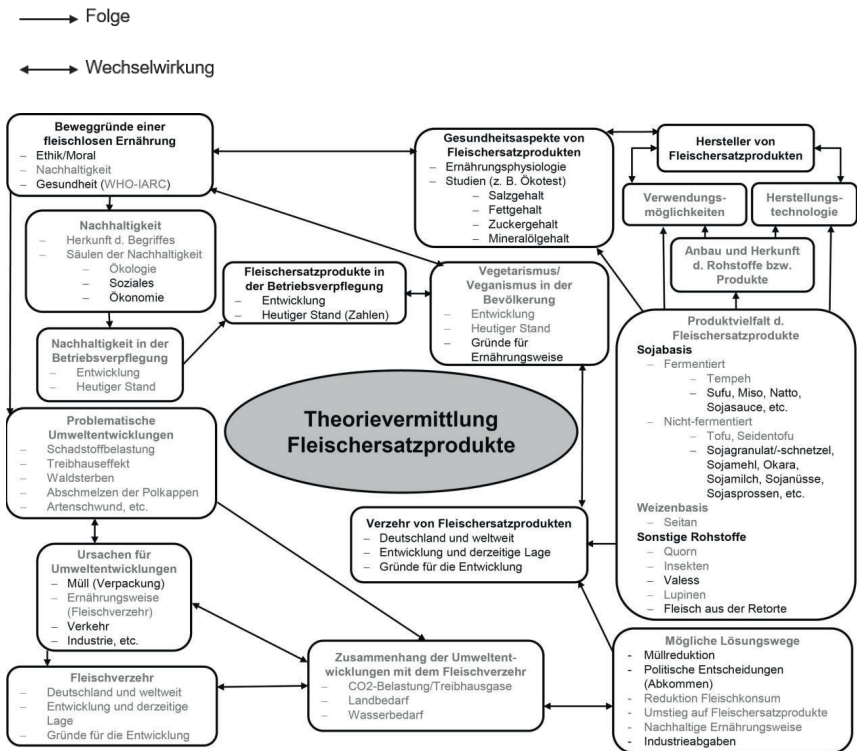 Folge
Wechselwirkung
Beweggründe einer
fleischlosen Ernährung
– Ethik/Moral
– Nachhaltigkeit
– Gesundheit (WHO-IARC)
Gesundheitsaspekte von
Fleischersatzprodukten
– Ernährungsphysiologie
– Studien (z. B. Ökotest)
– Salzgehalt
– Fettgehalt
– Zuckergehalt
– Mineralölgehalt
Hersteller von
Fleischersatzprodukten
Verwendungs-
möglichkeiten
Herstellungs-
technologie
Anbau und Herkunft
d. Rohstoffe bzw.
Produkte
Nachhaltigkeit
– Herkunft d. Begriffes
– Säulen der Nachhaltigkeit
– Ökologie
– Soziales
– Ökonomie
Fleischersatzprodukte in
der Betriebsverpflegung
– Entwicklung
– Heutiger Stand (Zahlen)
Vegetarismus/
Veganismus in der
Bevölkerung
– Entwicklung
– Heutiger Stand
– Gründe für
Ernährungsweise
Nachhaltigkeit in der
Betriebsverpflegung
– Entwicklung
– Heutiger Stand
Produktvielfalt d.
Fleischersatzprodukte
Sojabasis
– Fermentiert
– Tempeh
– Sufu, Miso, Natto,
Sojasauce, etc.
– Nicht-fermentiert
– Tofu, Seidentofu
– Sojagranulat/-schnetzel,
Sojamehl, Okara,
Sojamilch, Sojanüsse,
Sojasprossen, etc.
Weizenbasis
– Seitan
Sonstige Rohstoffe
– Quorn
– Insekten
– Valess
– Lupinen
– Fleisch aus der Retorte
Theorievermittlung
Fleischersatzprodukte
Problematische
Umweltentwicklungen
– Schadstoffbelastung
– Treibhauseffekt
– Waldsterben
– Abschmelzen der Polkappen
– Artenschwund, etc.
Verzehr von Fleischersatzprodukten
– Deutschland und weltweit
– Entwicklung und derzeitige Lage
– Gründe für die Entwicklung
Ursachen für
Umweltentwicklungen
– Müll (Verpackung)
– Ernährungsweise
(Fleischverzehr)
– Verkehr
– Industrie, etc.
Fleischverzehr
– Deutschland und weltweit
– Entwicklung und derzeitige
Lage
– Gründe für die Entwicklung
Zusammenhang der Umweltent-
wicklungen mit dem Fleischverzehr
– CO2-Belastung/Treibhausgase
– Landbedarf
– Wasserbedarf
Mögliche Lösungswege
- Müllreduktion
- Politische Entscheidungen
(Abkommen)
- Reduktion Fleischkonsum
- Umstieg auf Fleischersatzprodukte
- Nachhaltige Ernährungsweise
- Industrieabgaben